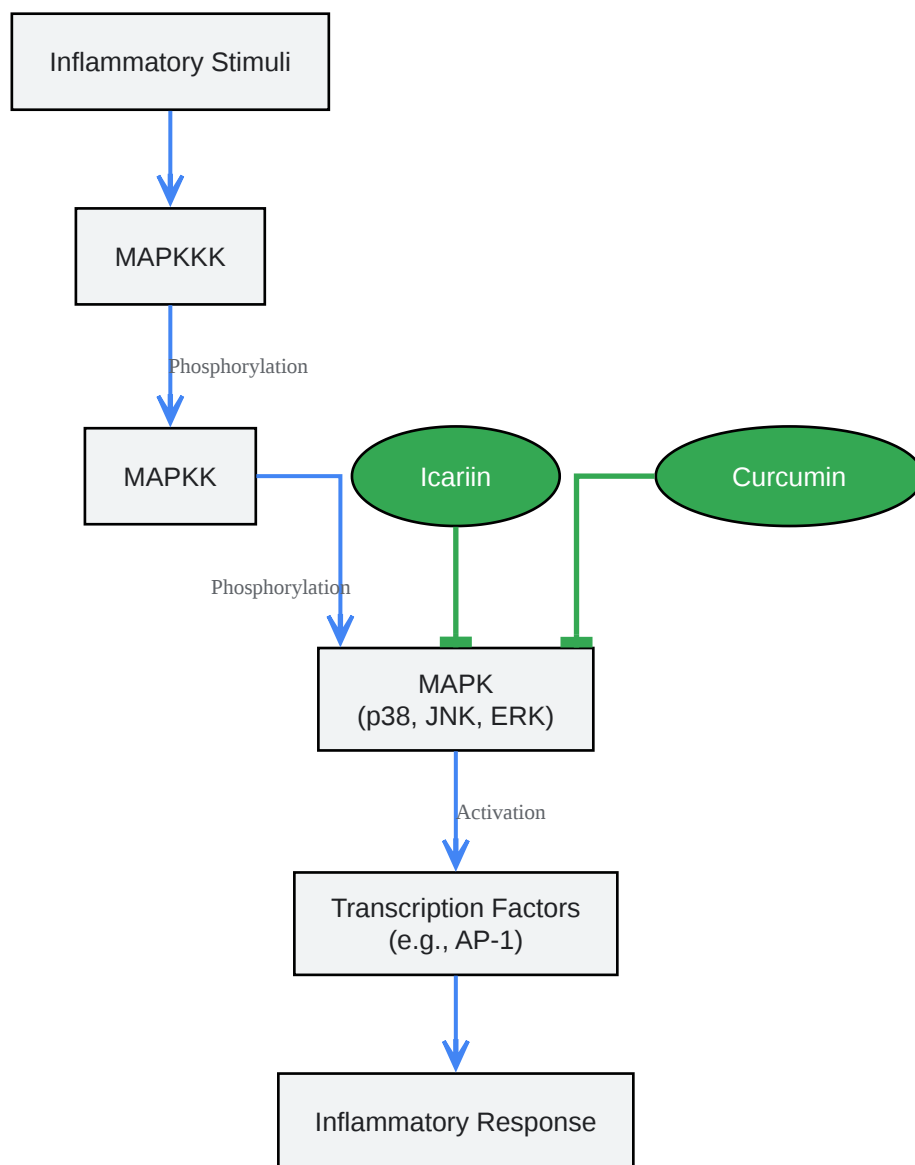 Inflammatory Stimuli
MAPKKK
Phosphorylation
MAPKK
Icariin
Curcumin
Phosphorylation
MAPK
(p38, JNK, ERK)
Activation
Transcription Factors
(e.g., AP-1)
Inflammatory Response